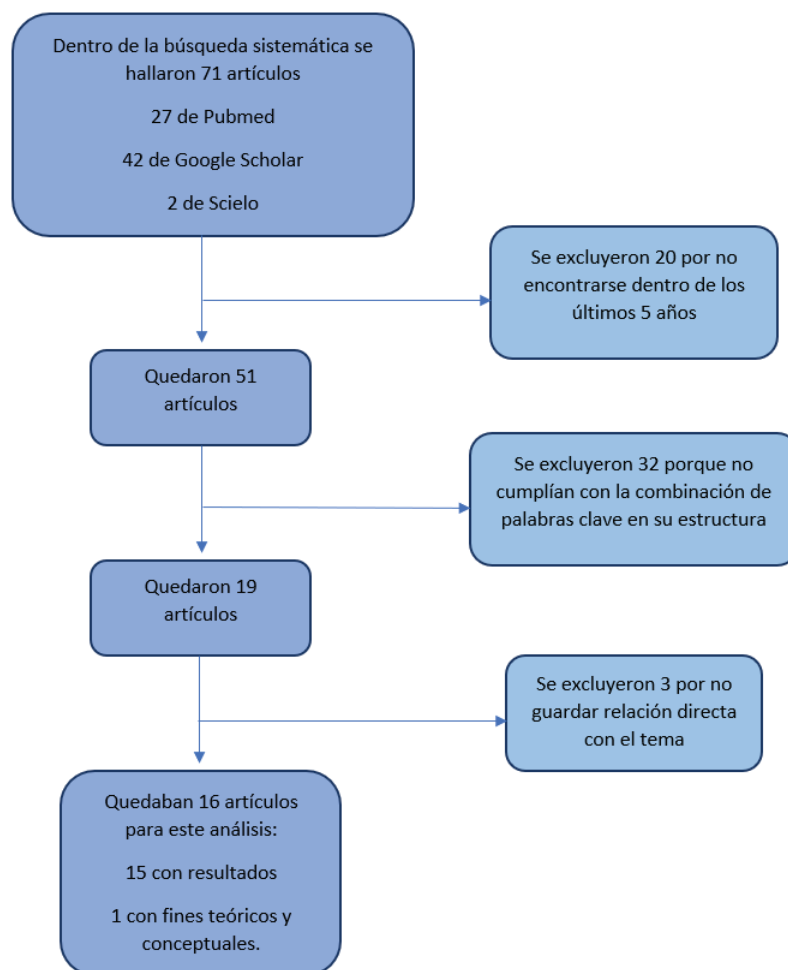 Dentro de la búsqueda sistemática se
hallaron 71 artículos
27 de Pubmed
42 de Google Scholar
2 de Scielo
Se excluyeron 20 por no
encontrarse dentro de los
últimos 5 años
Quedaron 51
artículos
Se excluyeron 32 porque no
cumplían con la combinación de
palabras clave en su estructura
Quedaron 19
artículos
Se excluyeron 3 por no
guardar relación directa
con el tema
Quedaban 16 artículos
para este análisis:
15 con resultados
1 con fines teóricos y
conceptuales.